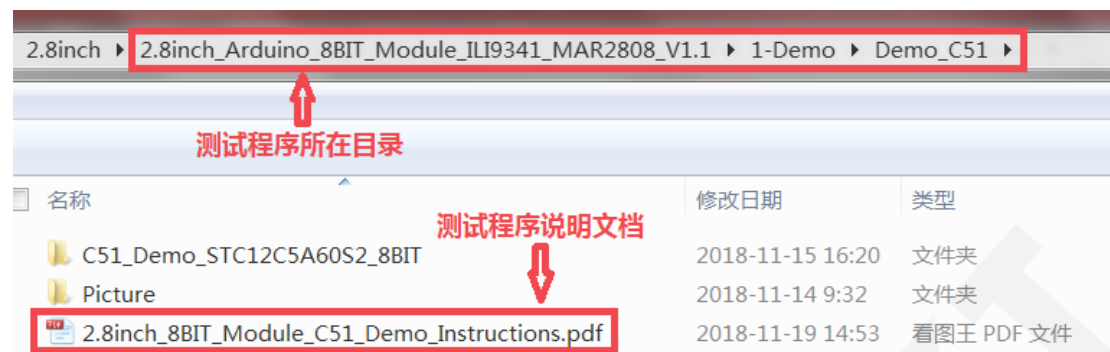 2.8inch ▸ 2.8inch_Arduino_8BIT_Module_ILI9341_MAR2808_V1.1 ▸ 1-Demo ▸ Demo_C51 ▸
测试程序所在目录
名称 修改日期 类型
测试程序说明文档
C51_Demo_STC12C5A60S2_8BIT 2018-11-15 16:20 文件夹
Picture 2018-11-14 9:32 文件夹
2.8inch_8BIT_Module_C51_Demo_Instructions.pdf 2018-11-19 14:53 看图王 PDF 文件